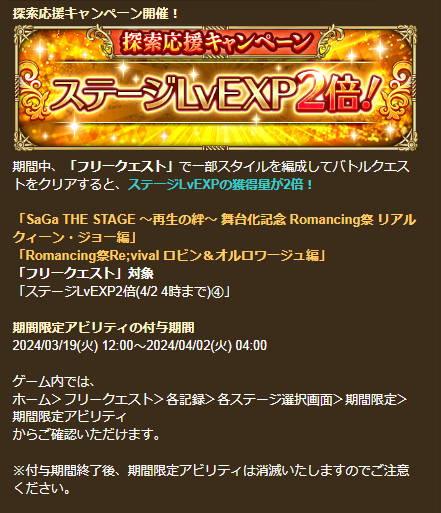 探索応援キャンペーン開催！
探索応援キャンペーン
ステージLvEXP2倍!
期間中、「フリークエスト」で一部スタイルを編成してバトルクエス
トをクリアすると、ステージLvEXPの獲得量が2倍！
「SaGa THE STAGE ～再生の絆～ 舞台化記念 Romancing祭 リアル
クィーン・ジョー編」
「Romancing祭Re;vival ロビン＆オルロワージュ編」
「フリークエスト」対象
「ステージLvEXP2倍(4/2 4時まで)④」
期間限定アビリティの付与期間
2024/03/19(火) 12:00～2024/04/02(火) 04:00
ゲーム内では、
ホーム＞フリークエスト＞各記録＞各ステージ選択画面＞期間限定＞
期間限定アビリティ
からご確認いただけます。
※付与期間終了後、期間限定アビリティは消滅いたしますのでご注意
ください。